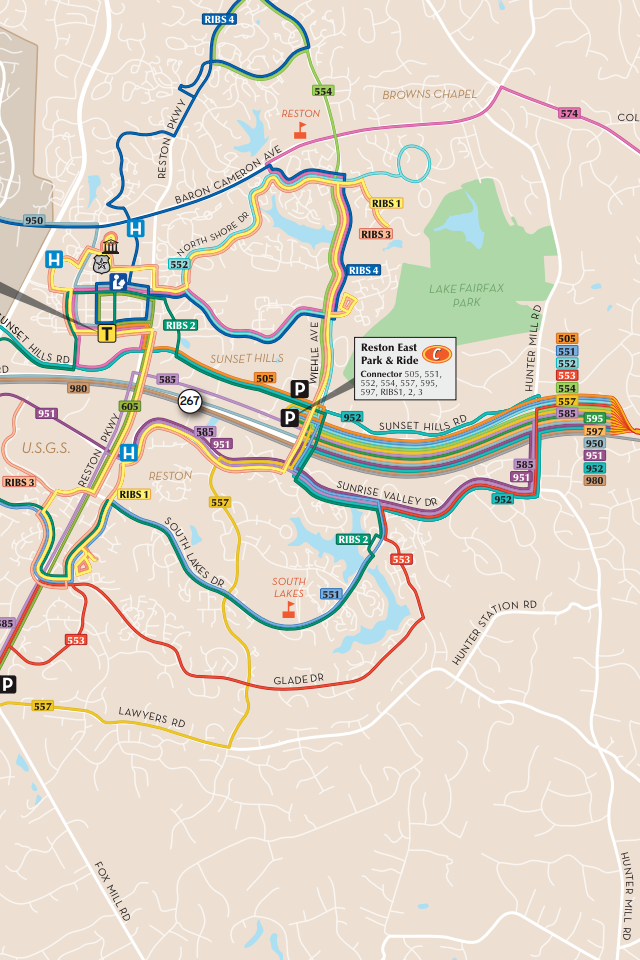 RIBS 4
554
BROWNS CHAPEL
574
COL
RESTON
RESTON PKWY
BARON CAMERON AVE
950
H
RIBS 1
NORTH SHORE DR
RIBS 3
H
552
RIBS 4
LAKE FAIRFAX
PARK
HUNTER MILL RD
RIBS 2
T
SUNSET HILLS RD
SUNSET HILLS
WIEHLE AVE
Reston East
Park & Ride
C
Connector 505, 551,
552, 554, 557, 595,
597, RIBS1, 2, 3
505
551
552
553
554
557
585
595
597
950
951
952
980
RD
980
585
505
P
267
605
P
952
SUNSET HILLS RD
951
585
951
U.S.G.S.
RESTON PKWY
H
RESTON
585
951
RIBS 3
RIBS 1
557
SUNRISE VALLEY DR
952
SOUTH LAKES DR
RIBS 2
553
SOUTH
LAKES
551
585
553
HUNTER STATION RD
P
GLADE DR
557
LAWYERS RD
FOX MILL RD
HUNTER MILL RD